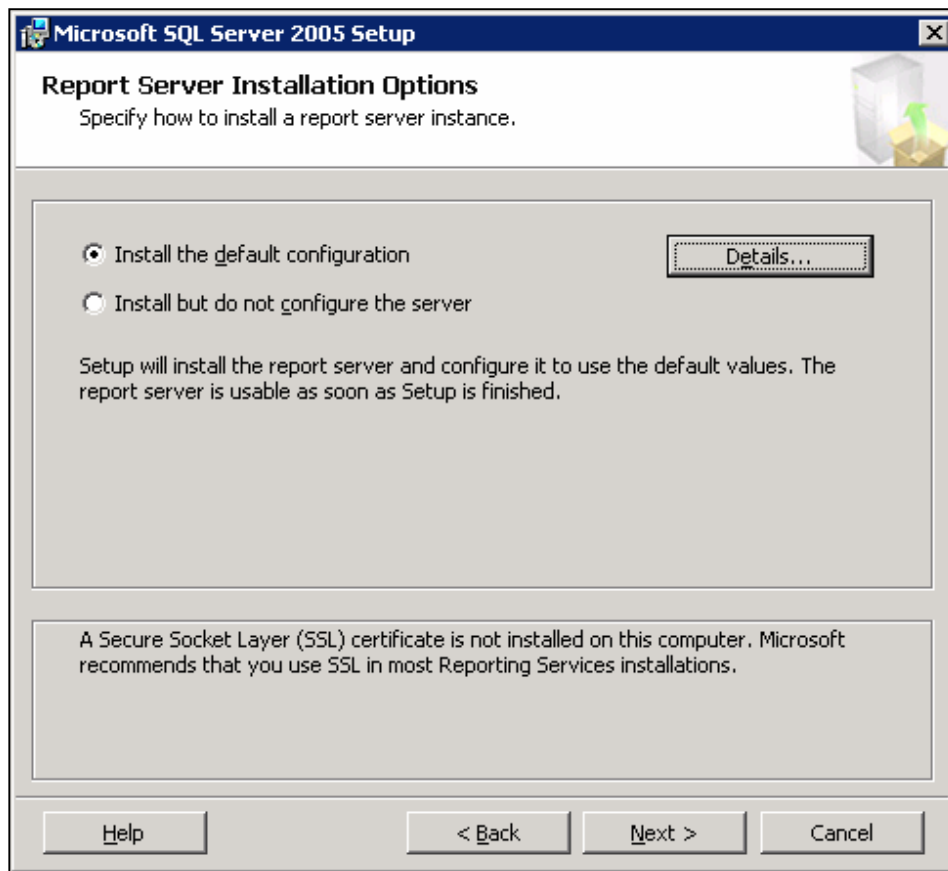 Microsoft SQL Server 2005 Setup
Report Server Installation Options
Specify how to install a report server instance.
Install the default configuration
Details...
Install but do not configure the server
Setup will install the report server and configure it to use the default values. The
report server is usable as soon as Setup is finished.
A Secure Socket Layer (SSL) certificate is not installed on this computer. Microsoft
recommends that you use SSL in most Reporting Services installations.
Help
< Back
Next >
Cancel